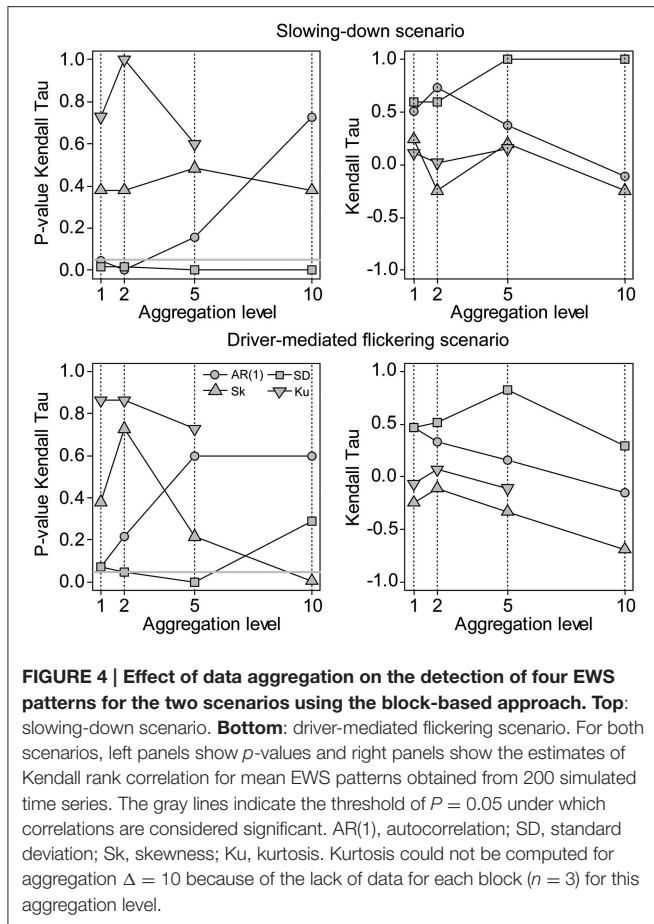 Slowing-down scenario
P-value Kendall Tau
1.0
0.8
0.6
0.4
0.2
0.0
1 2 5 10
Aggregation level
Kendall Tau
1.0
0.5
0.0
-0.5
-1.0
1 2 5 10
Aggregation level
Driver-mediated flickering scenario
P-value Kendall Tau
1.0
0.8
0.6
0.4
0.2
0.0
AR(1) SD
Sk Ku
1 2 5 10
Aggregation level
Kendall Tau
1.0
0.5
0.0
-0.5
-1.0
1 2 5 10
Aggregation level
FIGURE 4 | Effect of data aggregation on the detection of four EWS
patterns for the two scenarios using the block-based approach. Top:
slowing-down scenario. Bottom: driver-mediated flickering scenario. For both
scenarios, left panels show p-values and right panels show the estimates of
Kendall rank correlation for mean EWS patterns obtained from 200 simulated
time series. The gray lines indicate the threshold of P = 0.05 under which
correlations are considered significant. AR(1), autocorrelation; SD, standard
deviation; Sk, skewness; Ku, kurtosis. Kurtosis could not be computed for
aggregation Δ = 10 because of the lack of data for each block (n = 3) for this
aggregation level.